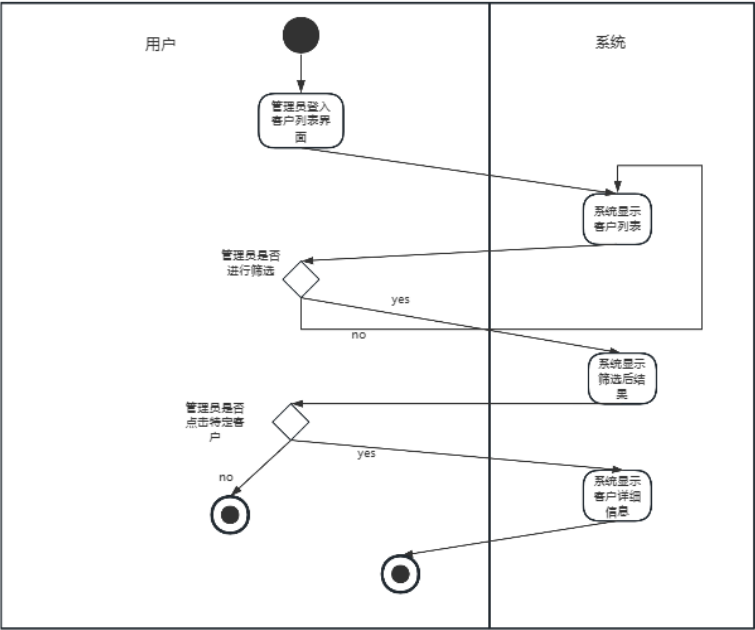 用户
系统
管理员登入
客户列表界
面
系统显示
客户列表
管理员是否
进行筛选
yes
no
系统显示
筛选后结
果
管理员是否
点击特定客
户
yes
no
系统显示
客户详细
信息